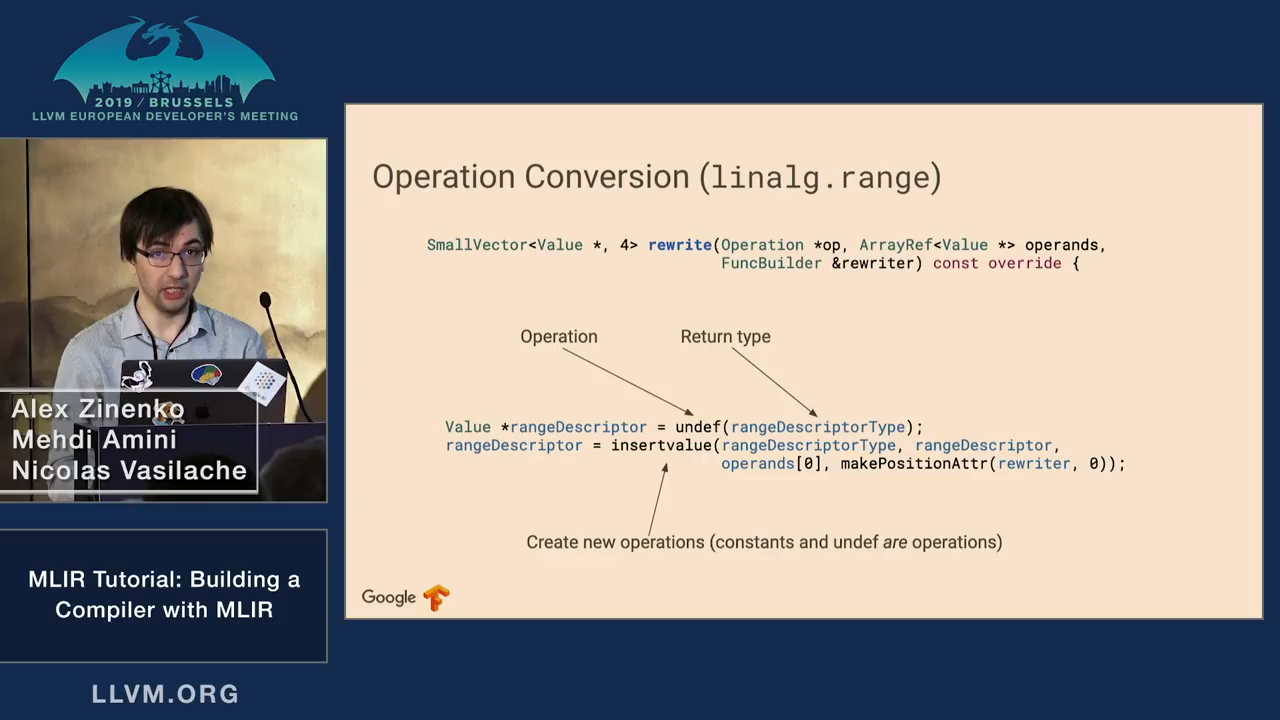 2019 / BRUSSELS
LLVM EUROPEAN DEVELOPER'S MEETING
Alex Zinenko
Mehdi Amini
Nicolas Vasilache
MLIR Tutorial: Building a
Compiler with MLIR
LLVM.ORG
Operation Conversion (linalg.range)
SmallVector<Value *, 4> rewrite(Operation *op, ArrayRef<Value *> operands,
FuncBuilder &rewriter) const override {
Operation Return type
Value *rangeDescriptor = undef(rangeDescriptorType);
rangeDescriptor = insertvalue(rangeDescriptorType, rangeDescriptor,
operands[0], makePositionAttr(rewriter, 0));
Create new operations (constants and undef are operations)
Google